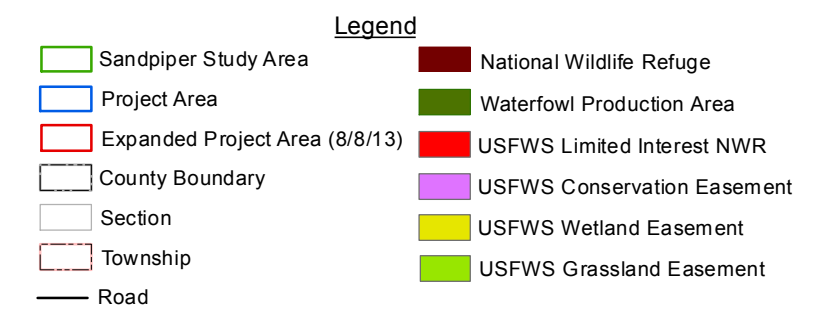 Legend
Sandpiper Study Area
Project Area
Expanded Project Area (8/8/13)
County Boundary
Section
Township
Road
National Wildlife Refuge
Waterfowl Production Area
USFWS Limited Interest NWR
USFWS Conservation Easement
USFWS Wetland Easement
USFWS Grassland Easement